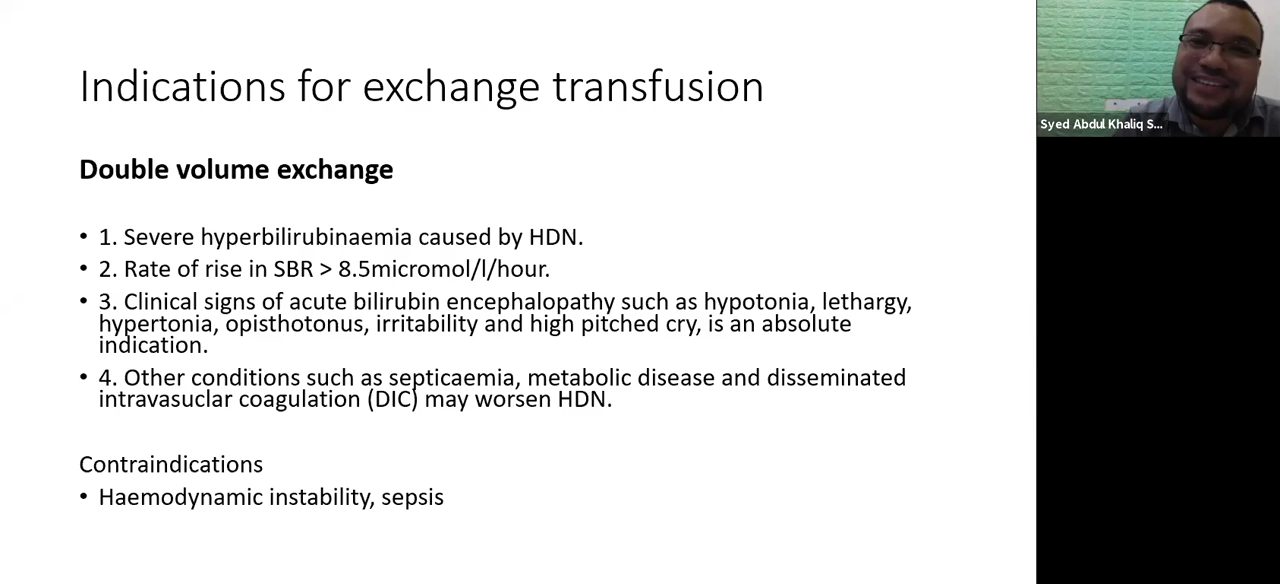 Indications for exchange transfusion
Double volume exchange
• 1. Severe hyperbilirubinaemia caused by HDN.
• 2. Rate of rise in SBR > 8.5micromol/l/hour.
• 3. Clinical signs of acute bilirubin encephalopathy such as hypotonia, lethargy,
hypertonia, opisthotonus, irritability and high pitched cry, is an absolute
indication.
• 4. Other conditions such as septicaemia, metabolic disease and disseminated
intravasuclar coagulation (DIC) may worsen HDN.
Contraindications
• Haemodynamic instability, sepsis
Syed Abdul Khaliq S...